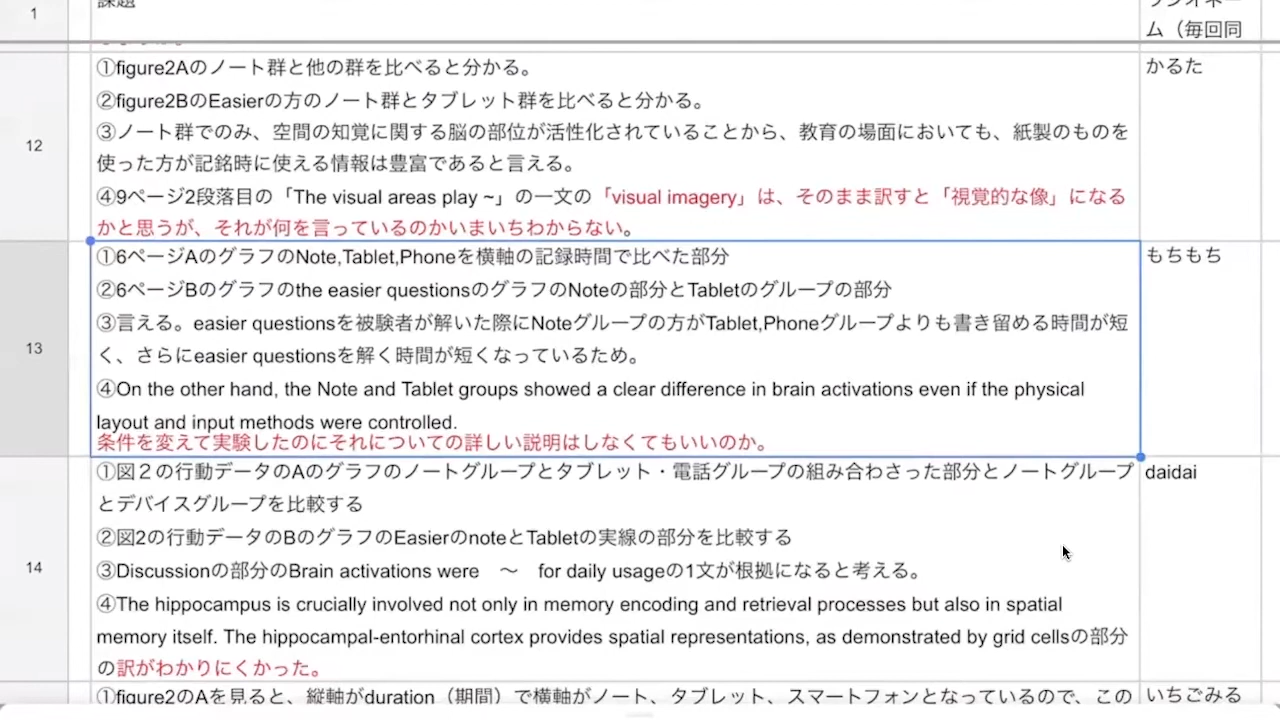 1
課題
ラジオネー
ム（毎回同
12
①figure2Aのノート群と他の群を比べると分かる。
かるた
②figure2BのEasierの方のノート群とタブレット群を比べると分かる。
③ノート群でのみ、空間の知覚に関する脳の部位が活性化されていることから、教育の場面においても、紙製のものを
使った方が記銘時に使える情報は豊富であると言える。
④9ページ2段落目の「The visual areas play ~」の一文の「visual imagery」は、そのまま訳すと「視覚的な像」になる
かと思うが、それが何を言っているのかいまいちわからない。
13
①6ページAのグラフのNote,Tablet,Phoneを横軸の記録時間で比べた部分
もちもち
②6ページBのグラフのthe easier questionsのグラフのNoteの部分とTabletのグループの部分
③言える。easier questionsを被験者が解いた際にNoteグループの方がTablet,Phoneグループよりも書き留める時間が短
く、さらにeasier questionsを解く時間が短くなっているため。
④On the other hand, the Note and Tablet groups showed a clear difference in brain activations even if the physical
layout and input methods were controlled.
条件を変えて実験したのにそれについての詳しい説明はしなくてもいいのか。
14
①図２の行動データのAのグラフのノートグループとタブレット・電話グループの組み合わさった部分とノートグループ
daidai
とデバイスグループを比較する
②図2の行動データのBのグラフのEasierのnoteとTabletの実線の部分を比較する
③Discussionの部分のBrain activations were　～　for daily usageの1文が根拠になると考える。
④The hippocampus is crucially involved not only in memory encoding and retrieval processes but also in spatial
memory itself. The hippocampal-entorhinal cortex provides spatial representations, as demonstrated by grid cellsの部分
の訳がわかりにくかった。
①figure2のAを見ると、縦軸がduration（期間）で横軸がノート、タブレット、スマートフォンとなっているので、この
いちごみる